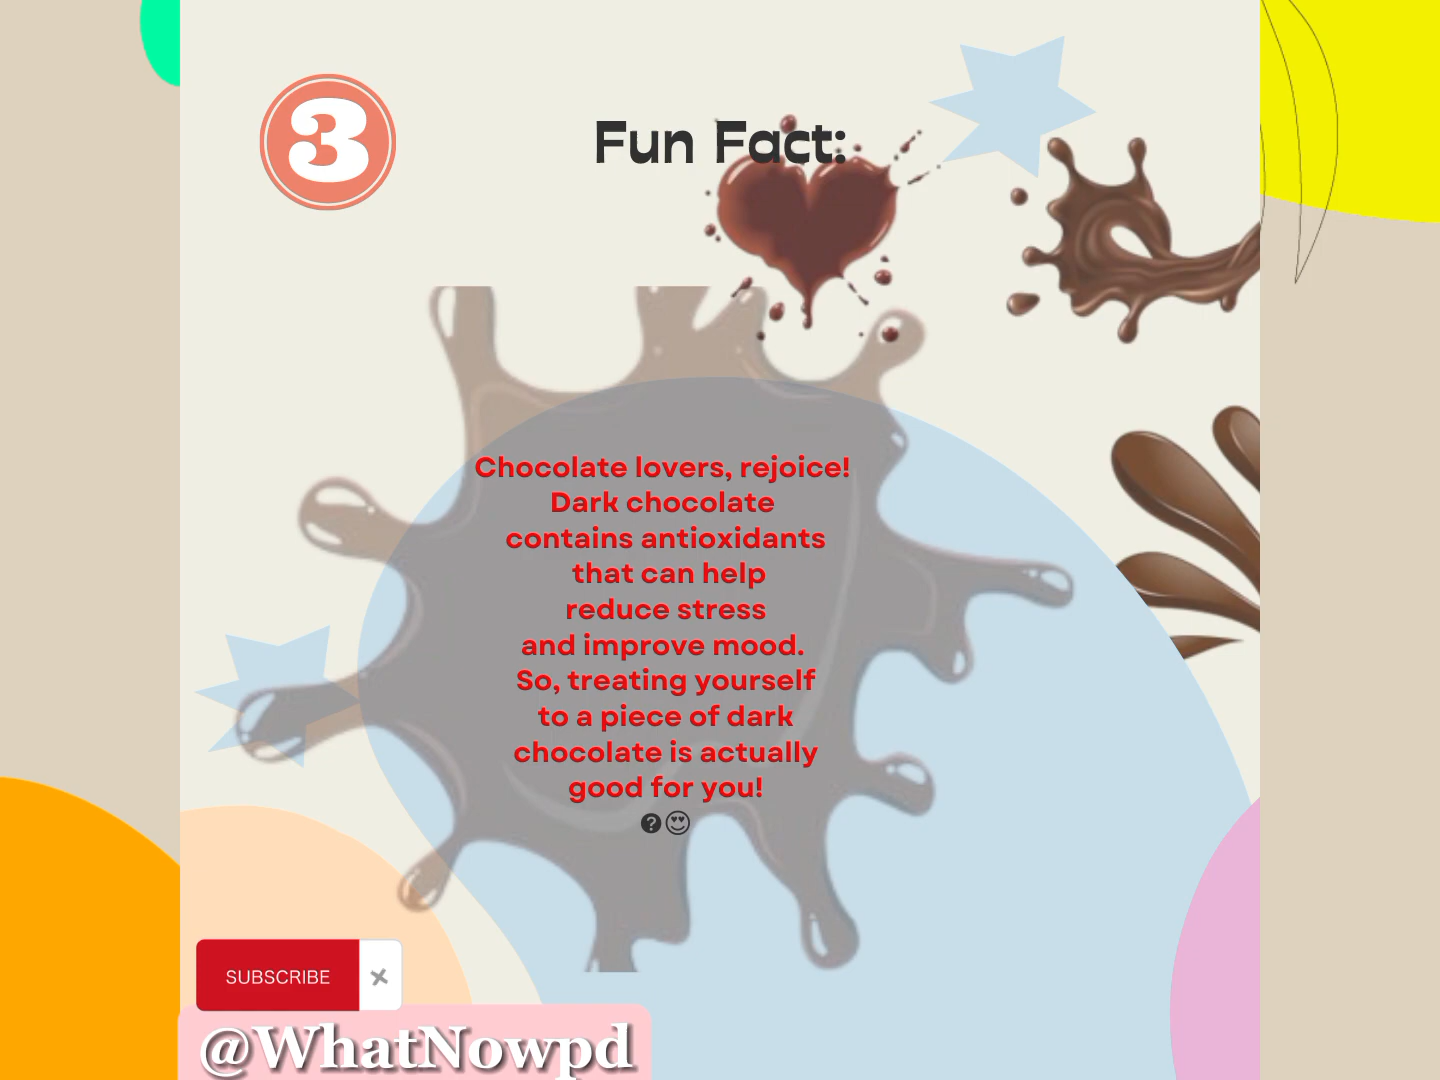 3
Fun Fact:
Chocolate lovers, rejoice!
Dark chocolate
contains antioxidants
that can help
reduce stress
and improve mood.
So, treating yourself
to a piece of dark
chocolate is actually
good for you!
?😍
SUBSCRIBE
@WhatNowpd